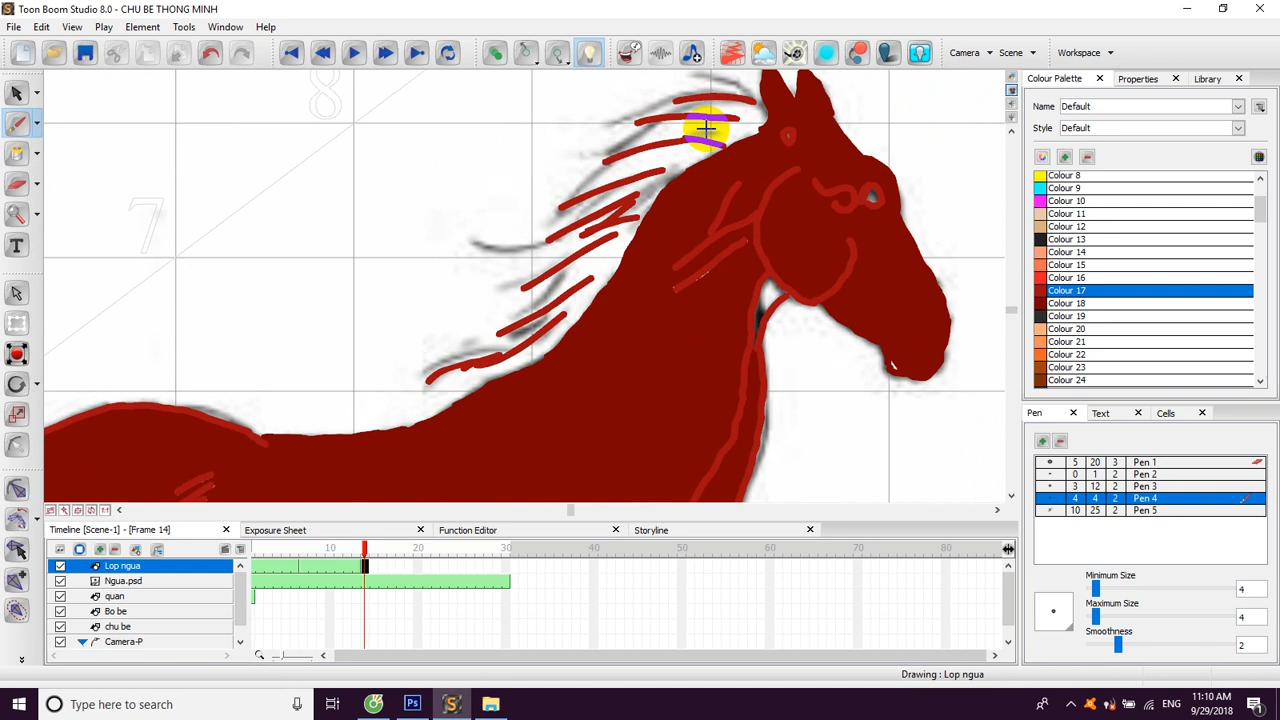 Toon Boom Studio 8.0 - CHU BE THONG MINH
File Edit View Play Element Tools Window Help
Camera Scene Workspace
8
7
Colour Palette Properties Library
Name Default
Style Default
Colour 8
Colour 9
Colour 10
Colour 11
Colour 12
Colour 13
Colour 14
Colour 15
Colour 16
Colour 17
Colour 18
Colour 19
Colour 20
Colour 21
Colour 22
Colour 23
Colour 24
Pen Text Cells
5 20 3 Pen 1
0 1 2 Pen 2
3 12 2 Pen 3
4 4 2 Pen 4
10 25 2 Pen 5
Minimum Size
4
Maximum Size
4
Smoothness
2
Timeline [Scene-1] - [Frame 14] Exposure Sheet Function Editor Storyline
10 20 30 40 50 60 70 80
Lop ngua
Ngua.psd
quan
Bo be
chu be
Camera-P
Drawing : Lop ngua
Type here to search
ENG
11:10 AM
9/29/2018